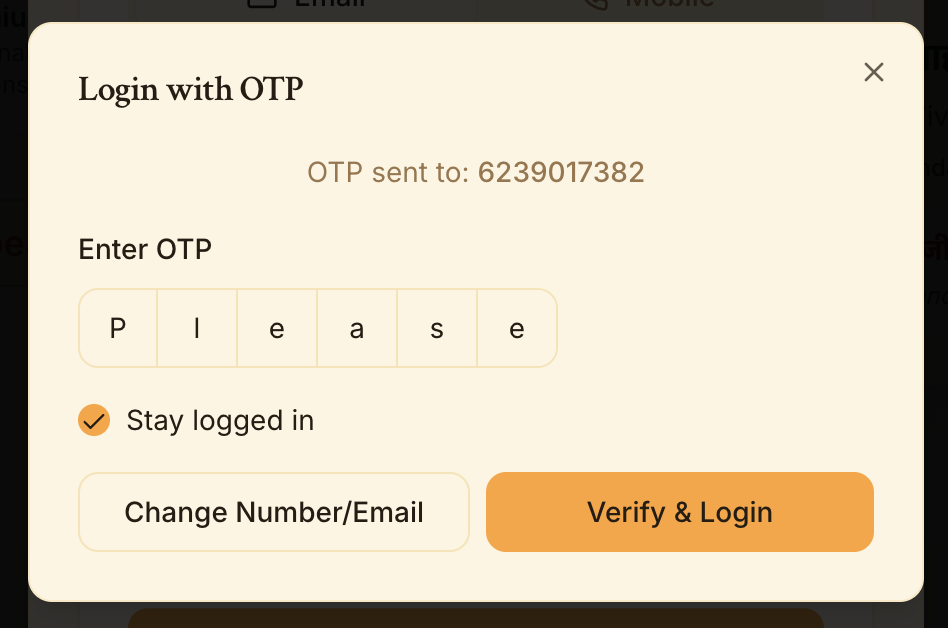 Email Mobile
Login with OTP
OTP sent to: 6239017382
Enter OTP
P l e a s e
Stay logged in
Change Number/Email Verify & Login